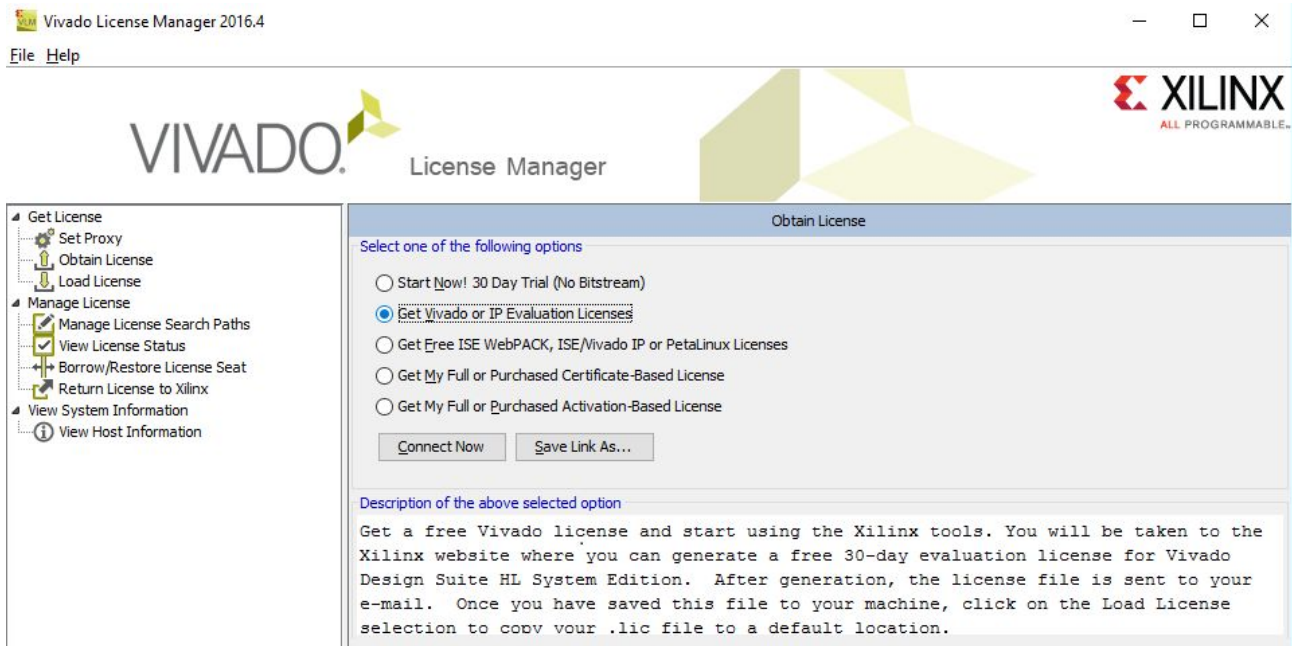 Vivado License Manager 2016.4
File Help
VIVADO. License Manager
XILINX
ALL PROGRAMMABLE™
Get License
Set Proxy
Obtain License
Load License
Manage License
Manage License Search Paths
View License Status
Borrow/Restore License Seat
Return License to Xilinx
View System Information
View Host Information
Obtain License
Select one of the following options
Start Now! 30 Day Trial (No Bitstream)
Get Vivado or IP Evaluation Licenses
Get Free ISE WebPACK, ISE/Vivado IP or PetaLinux Licenses
Get My Full or Purchased Certificate-Based License
Get My Full or Purchased Activation-Based License
Connect Now Save Link As...
Description of the above selected option
Get a free Vivado license and start using the Xilinx tools. You will be taken to the
Xilinx website where you can generate a free 30-day evaluation license for Vivado
Design Suite HL System Edition. After generation, the license file is sent to your
e-mail. Once you have saved this file to your machine, click on the Load License
selection to copy your .lic file to a default location.